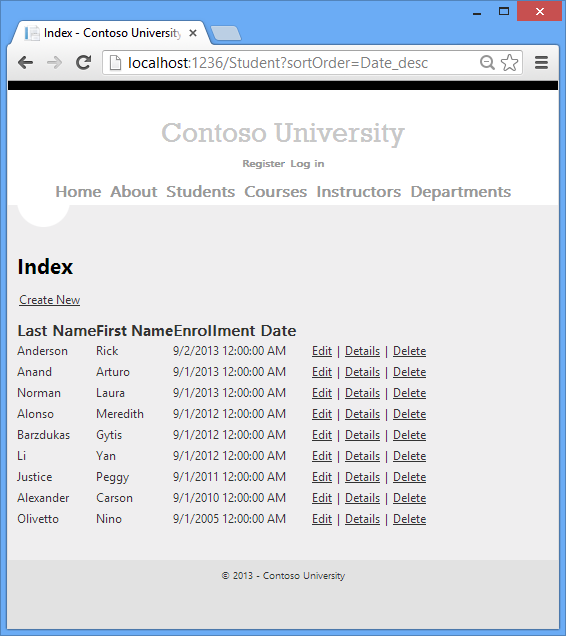 Index - Contoso University
localhost:1236/Student?sortOrder=Date_desc
Contoso University
Register Log in
Home About Students Courses Instructors Departments
Index
Create New
Last Name First Name Enrollment Date
Anderson Rick 9/2/2013 12:00:00 AM Edit | Details | Delete
Anand Arturo 9/1/2013 12:00:00 AM Edit | Details | Delete
Norman Laura 9/1/2013 12:00:00 AM Edit | Details | Delete
Alonso Meredith 9/1/2012 12:00:00 AM Edit | Details | Delete
Barzdukas Gytis 9/1/2012 12:00:00 AM Edit | Details | Delete
Li Yan 9/1/2012 12:00:00 AM Edit | Details | Delete
Justice Peggy 9/1/2011 12:00:00 AM Edit | Details | Delete
Alexander Carson 9/1/2010 12:00:00 AM Edit | Details | Delete
Olivetto Nino 9/1/2005 12:00:00 AM Edit | Details | Delete
© 2013 - Contoso University